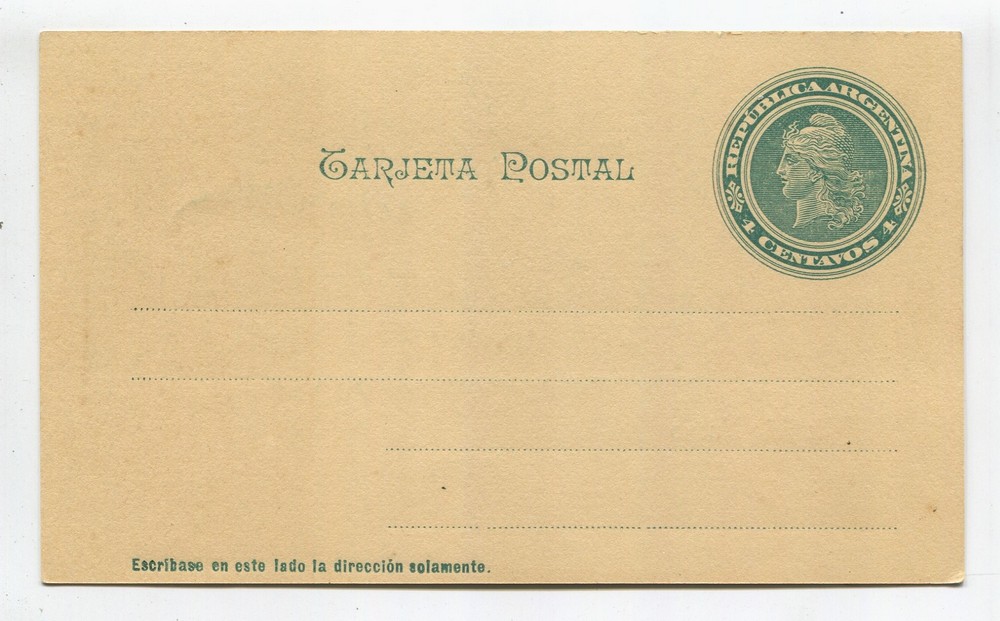 TARJETA POSTAL
REPÚBLICA ARGENTINA
4 CENTAVOS 4
Escríbase en este lado la dirección solamente.